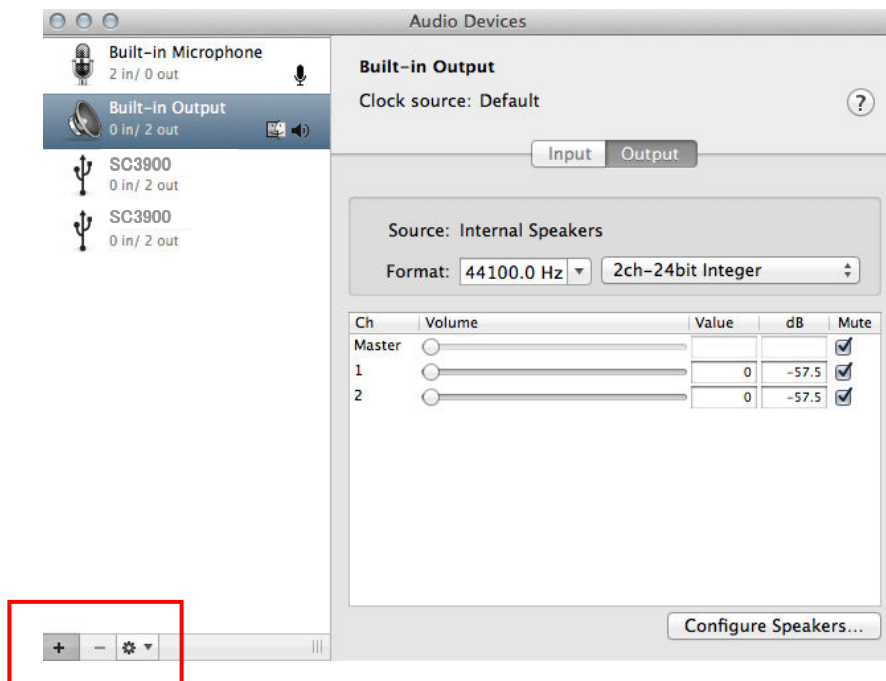 Audio Devices
Built-in Microphone
2 in/ 0 out
Built-in Output
0 in/ 2 out
SC3900
0 in/ 2 out
SC3900
0 in/ 2 out
+ −
Built-in Output
Clock source: Default
?
Input Output
Source: Internal Speakers
Format: 44100.0 Hz 2ch-24bit Integer
Ch Volume Value dB Mute
Master
1 0 -57.5
2 0 -57.5
Configure Speakers...